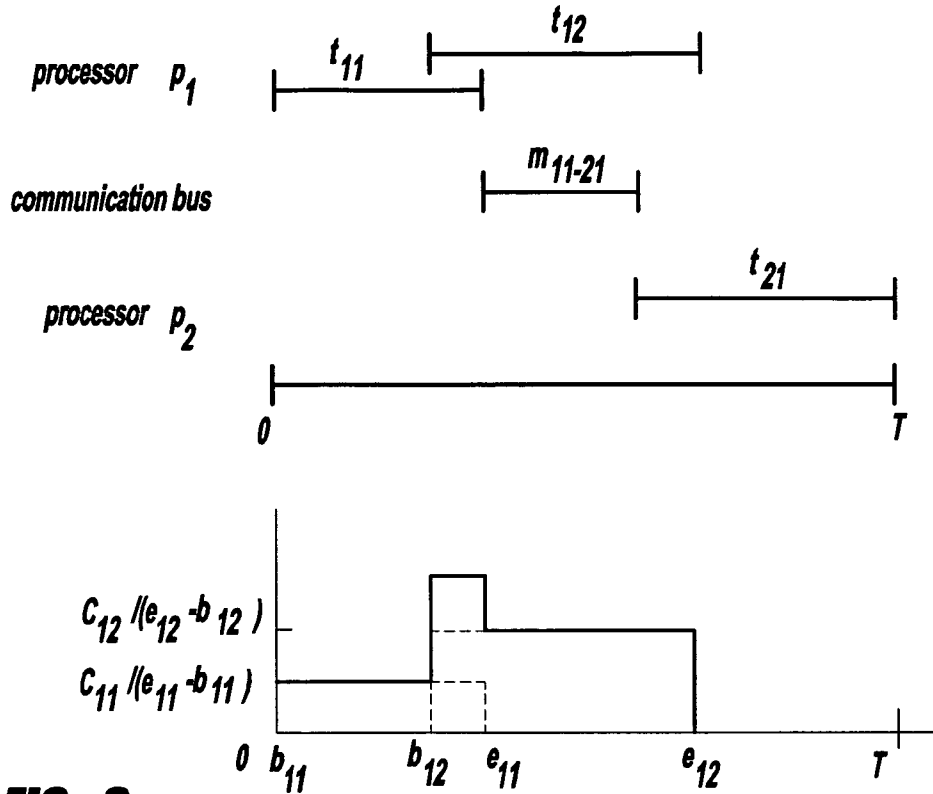 t12
t11
processor p1
m11-21
communication bus
t21
processor p2
0 T
C12 /(e12 -b12 )
C11 /(e11 -b11 )
0 b11 b12 e11 e12 T